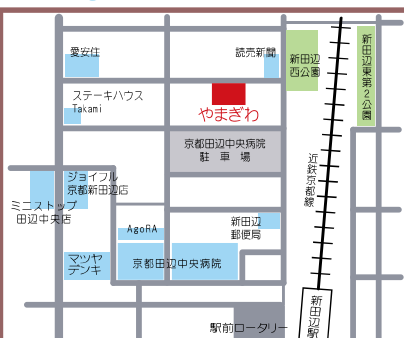 愛安住
読売新聞
新田辺
西公園
新田辺東第2公園
ステーキハウス
Takami
やまぎわ
京都田辺中央病院
駐車場
近鉄京都線
ジョイフル
京都新田辺店
ミニストップ
田辺中央店
AgoRA
新田辺
郵便局
マツヤ
デンキ
京都田辺中央病院
新田辺駅
駅前ロータリー